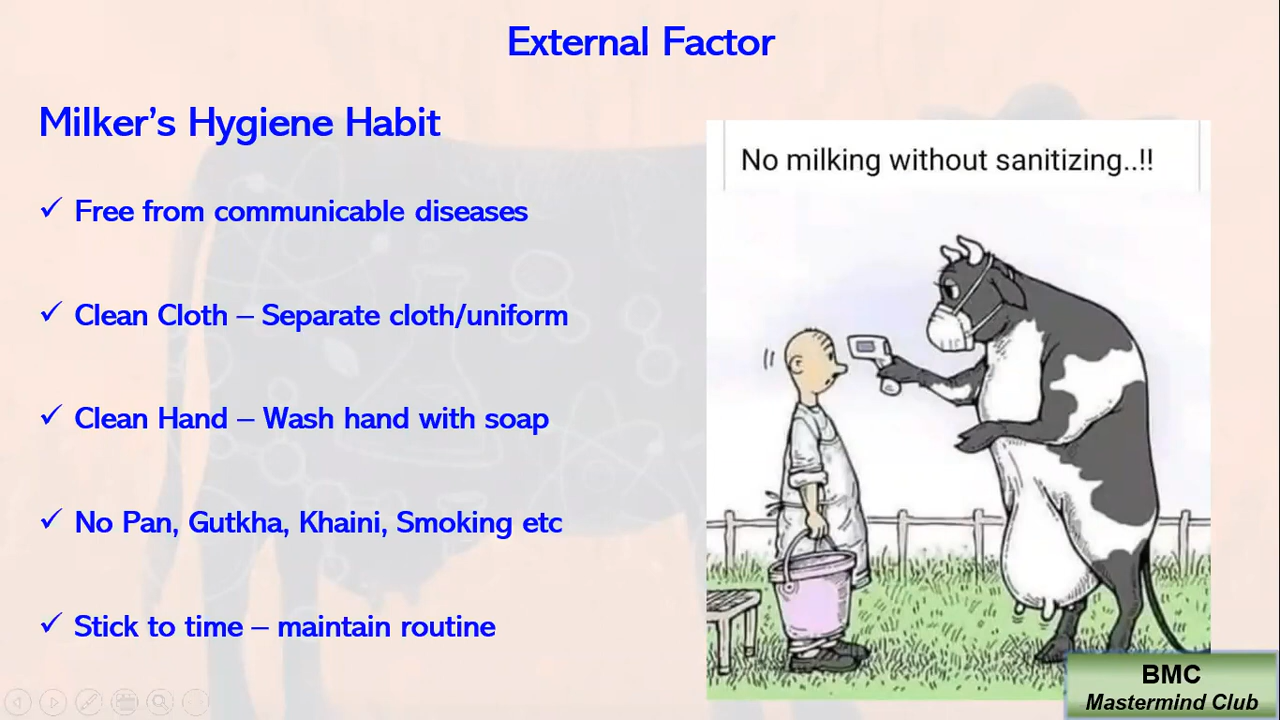 External Factor
Milker’s Hygiene Habit
✓ Free from communicable diseases
✓ Clean Cloth – Separate cloth/uniform
✓ Clean Hand – Wash hand with soap
✓ No Pan, Gutkha, Khaini, Smoking etc
✓ Stick to time – maintain routine
No milking without sanitizing..!!
BMC
Mastermind Club